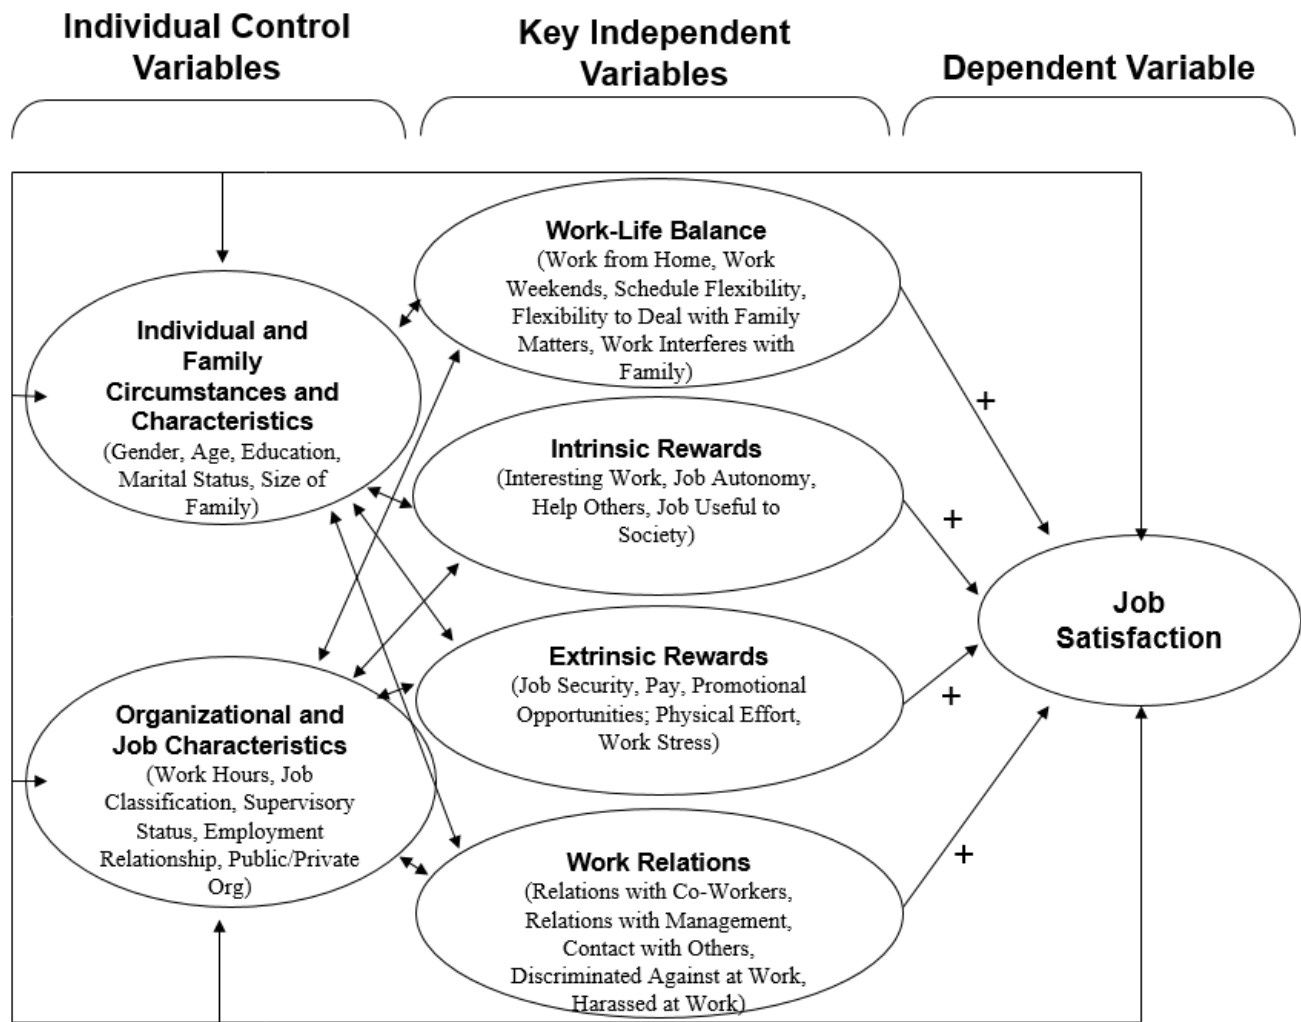 Individual Control
Variables
Key Independent
Variables
Dependent Variable
Individual and
Family
Circumstances and
Characteristics
(Gender, Age, Education,
Marital Status, Size of
Family)
Organizational and
Job Characteristics
(Work Hours, Job
Classification, Supervisory
Status, Employment
Relationship, Public/Private
Org)
Work-Life Balance
(Work from Home, Work
Weekends, Schedule Flexibility,
Flexibility to Deal with Family
Matters, Work Interferes with
Family)
Intrinsic Rewards
(Interesting Work, Job Autonomy,
Help Others, Job Useful to
Society)
Extrinsic Rewards
(Job Security, Pay, Promotional
Opportunities; Physical Effort,
Work Stress)
Work Relations
(Relations with Co-Workers,
Relations with Management,
Contact with Others,
Discriminated Against at Work,
Harassed at Work)
+
+
+
+
Job
Satisfaction